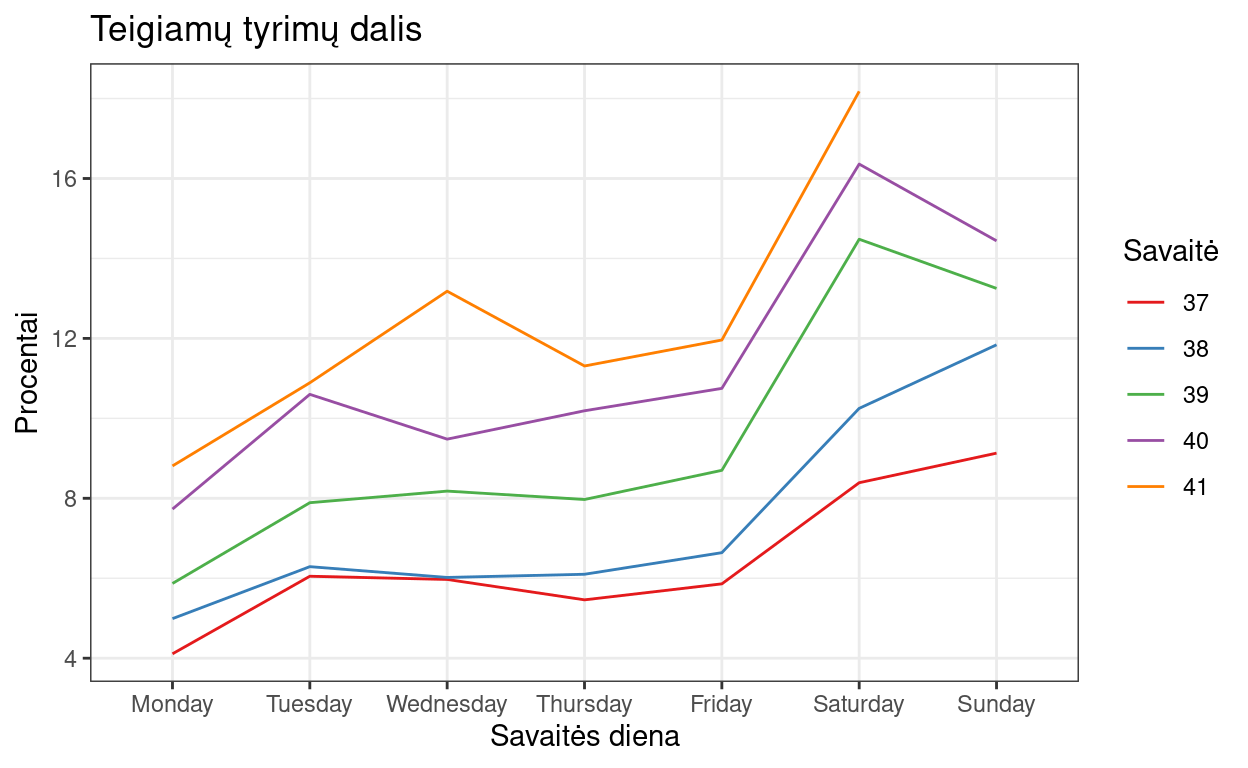 Teigiamų tyrimų dalis
Procentai
16
12
8
4
Monday Tuesday Wednesday Thursday Friday Saturday Sunday
Savaitės diena
Savaitė
37
38
39
40
41